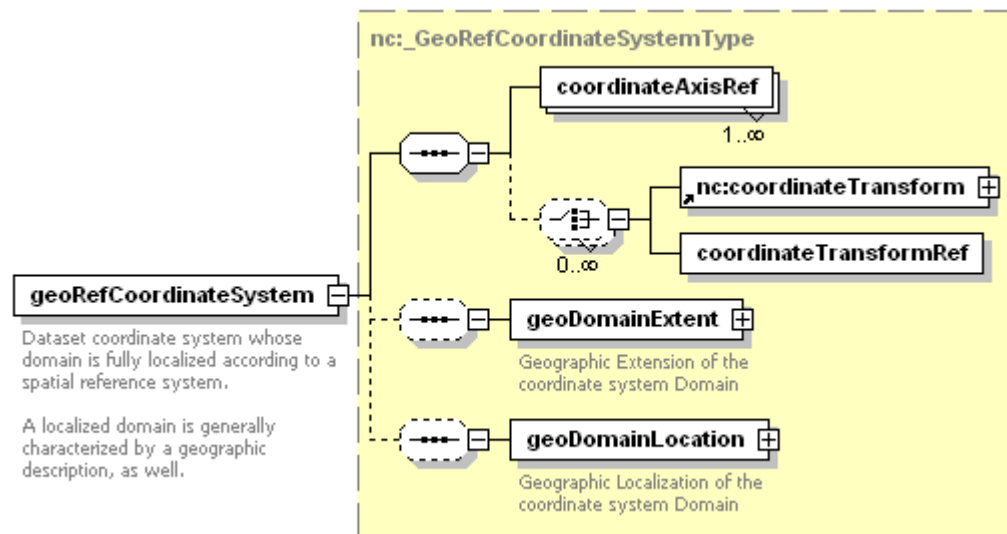 nc:_GeoRefCoordinateSystemType
coordinateAxisRef
1..∞
nc:coordinateTransform
0..∞
coordinateTransformRef
geoRefCoordinateSystem
Dataset coordinate system whose
domain is fully localized according to a
spatial reference system.
A localized domain is generally
characterized by a geographic
description, as well.
geoDomainExtent
Geographic Extension of the
coordinate system Domain
geoDomainLocation
Geographic Localization of the
coordinate system Domain